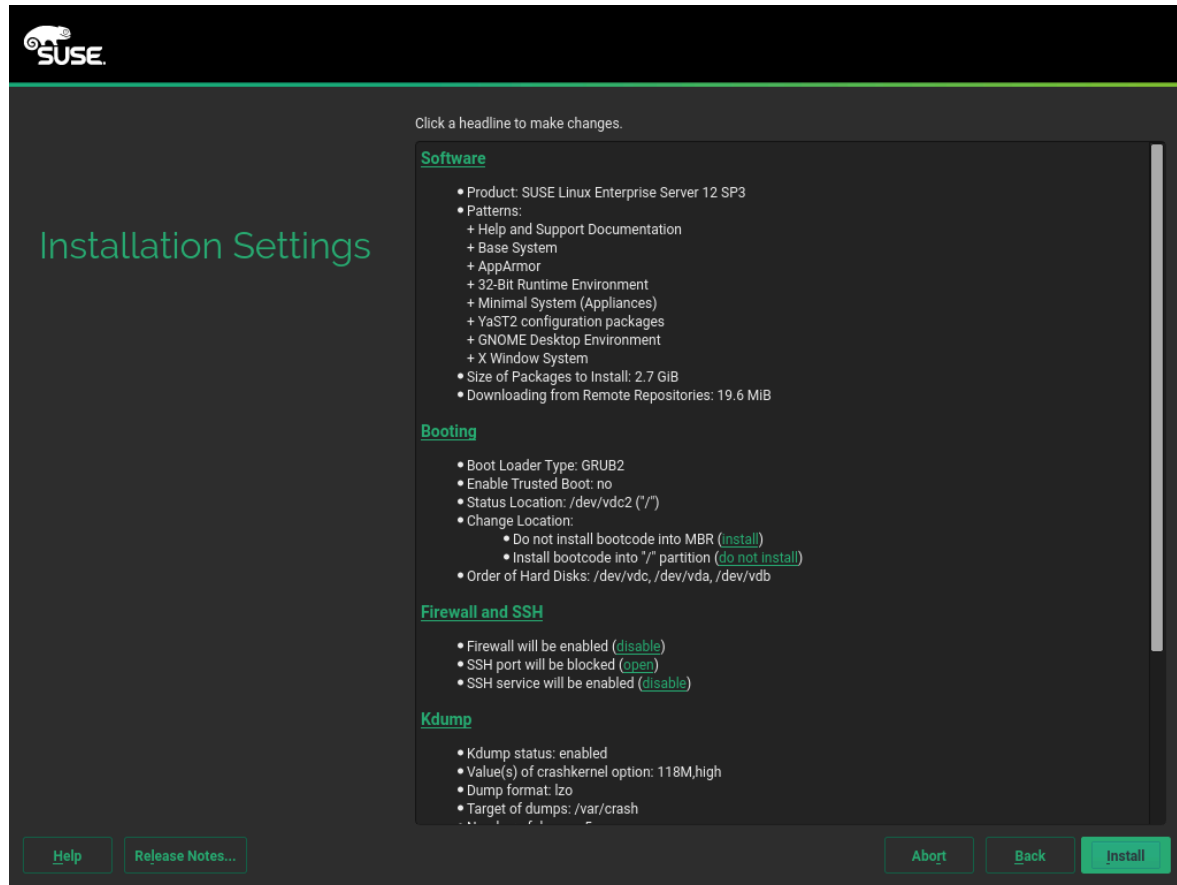 SUSE.
Click a headline to make changes.
Installation Settings
Software
• Product: SUSE Linux Enterprise Server 12 SP3
• Patterns:
+ Help and Support Documentation
+ Base System
+ AppArmor
+ 32-Bit Runtime Environment
+ Minimal System (Appliances)
+ YaST2 configuration packages
+ GNOME Desktop Environment
+ X Window System
• Size of Packages to Install: 2.7 GiB
• Downloading from Remote Repositories: 19.6 MiB
Booting
• Boot Loader Type: GRUB2
• Enable Trusted Boot: no
• Status Location: /dev/vdc2 ("/")
• Change Location:
• Do not install bootcode into MBR (install)
• Install bootcode into "/" partition (do not install)
• Order of Hard Disks: /dev/vdc, /dev/vda, /dev/vdb
Firewall and SSH
• Firewall will be enabled (disable)
• SSH port will be blocked (open)
• SSH service will be enabled (disable)
Kdump
• Kdump status: enabled
• Value(s) of crashkernel option: 118M,high
• Dump format: lzo
• Target of dumps: /var/crash
Help
Release Notes...
Abort
Back
Install